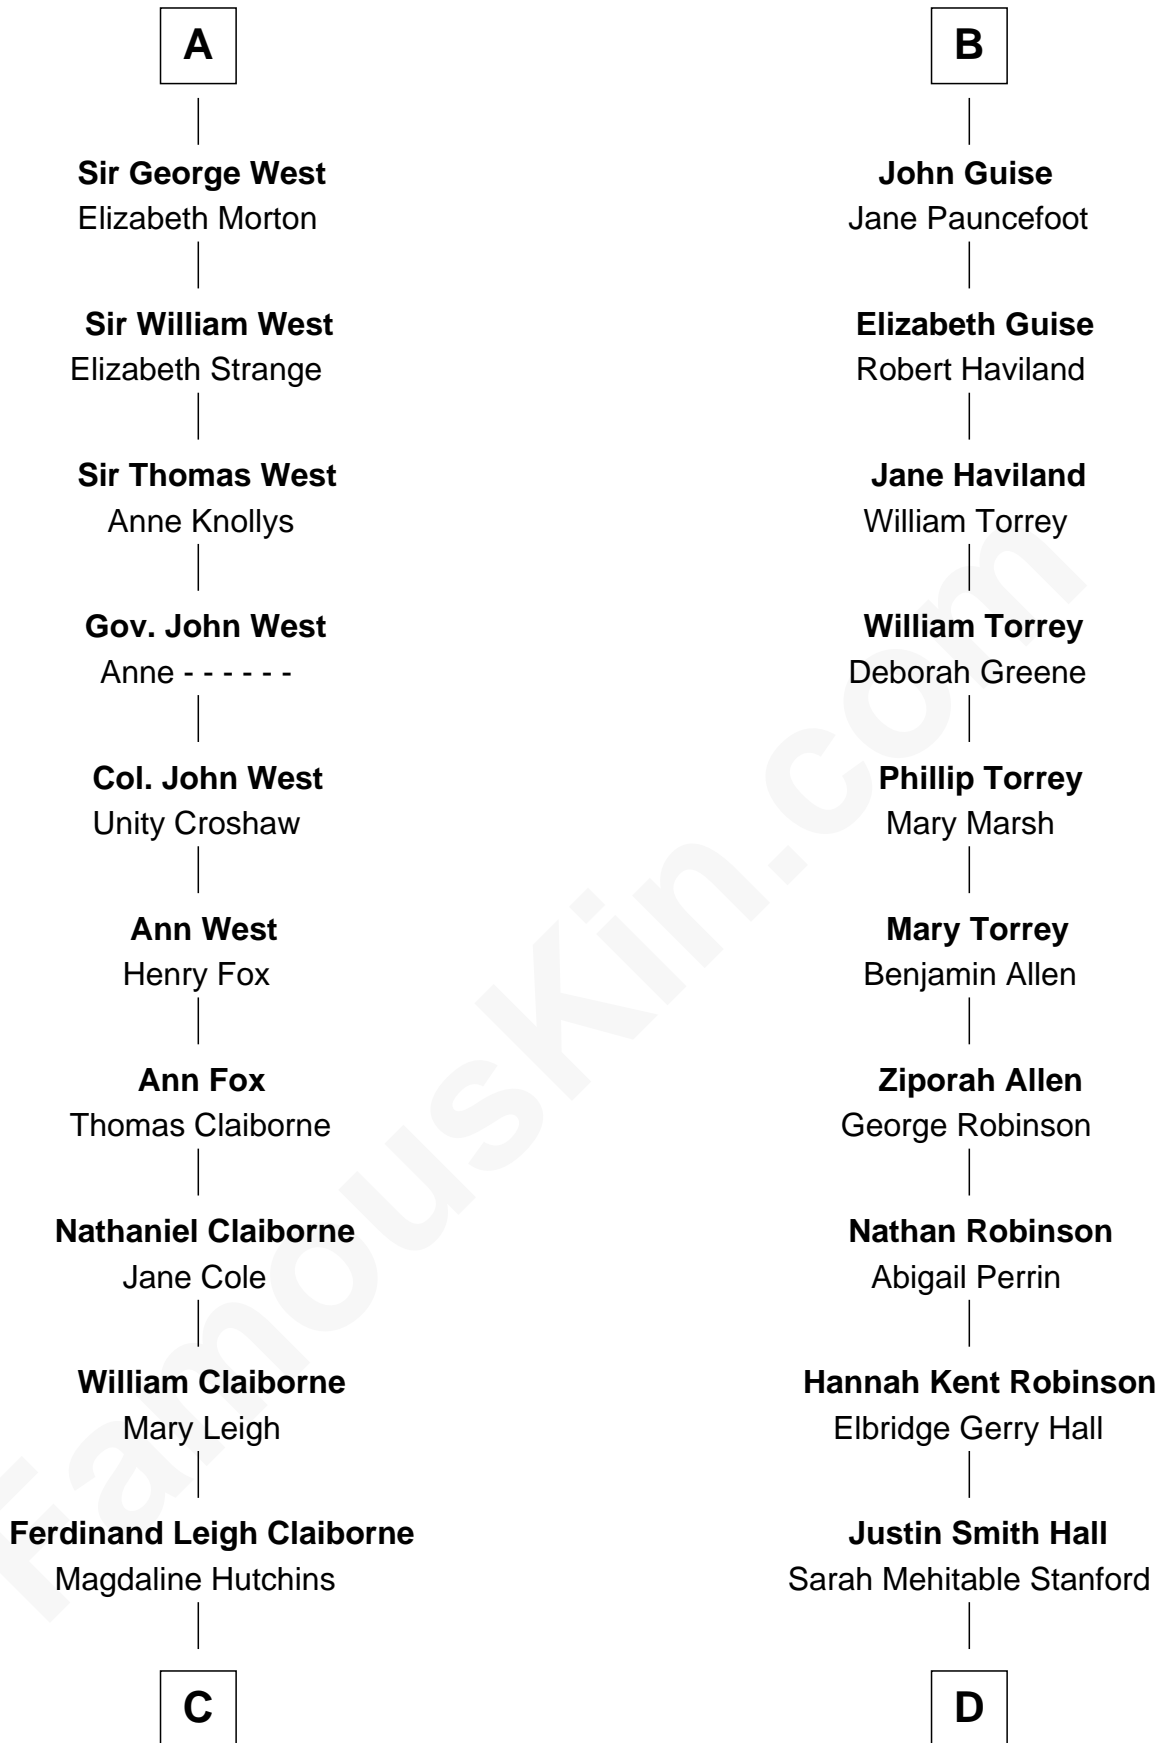 A
Sir George West
Elizabeth Morton
Sir William West
Elizabeth Strange
Sir Thomas West
Anne Knollys
Gov. John West
Anne - - - - - -
Col. John West
Unity Croshaw
Ann West
Henry Fox
Ann Fox
Thomas Claiborne
Nathaniel Claiborne
Jane Cole
William Claiborne
Mary Leigh
Ferdinand Leigh Claiborne
Magdaline Hutchins
C
B
John Guise
Jane Pauncefoot
Elizabeth Guise
Robert Haviland
Jane Haviland
William Torrey
William Torrey
Deborah Greene
Phillip Torrey
Mary Marsh
Mary Torrey
Benjamin Allen
Ziporah Allen
George Robinson
Nathan Robinson
Abigail Perrin
Hannah Kent Robinson
Elbridge Gerry Hall
Justin Smith Hall
Sarah Mehitable Stanford
D
FamousKin.com